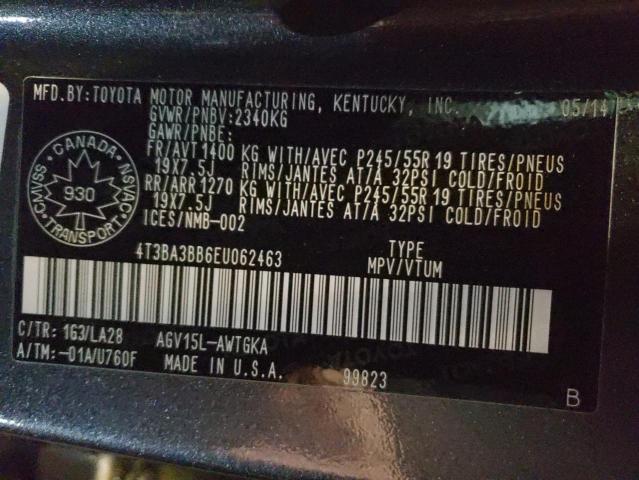 MFD.BY:TOYOTA MOTOR MANUFACTURING, KENTUCKY, INC. 05/14
GVWR/PNBV:2340KG
GAWR/PNBE:
FR/AVT 1400 KG WITH/AVEC P245/55R 19 TIRES/PNEUS
19X7.5J RIMS/JANTES AT/A 32PSI COLD/FROID
RR/ARR 1270 KG WITH/AVEC P245/55R 19 TIRES/PNEUS
19X7.5J RIMS/JANTES AT/A 32PSI COLD/FROID
ICES/NMB-002
CANADA
CMVSS
NSVAC
930
TRANSPORT
4T3BA3BB6EU062463
TYPE
MPV/VTUM
C/TR: 1G3/LA28 AGV15L-AWTGKA
A/TM:-01A/U760F MADE IN U.S.A. 99823
B